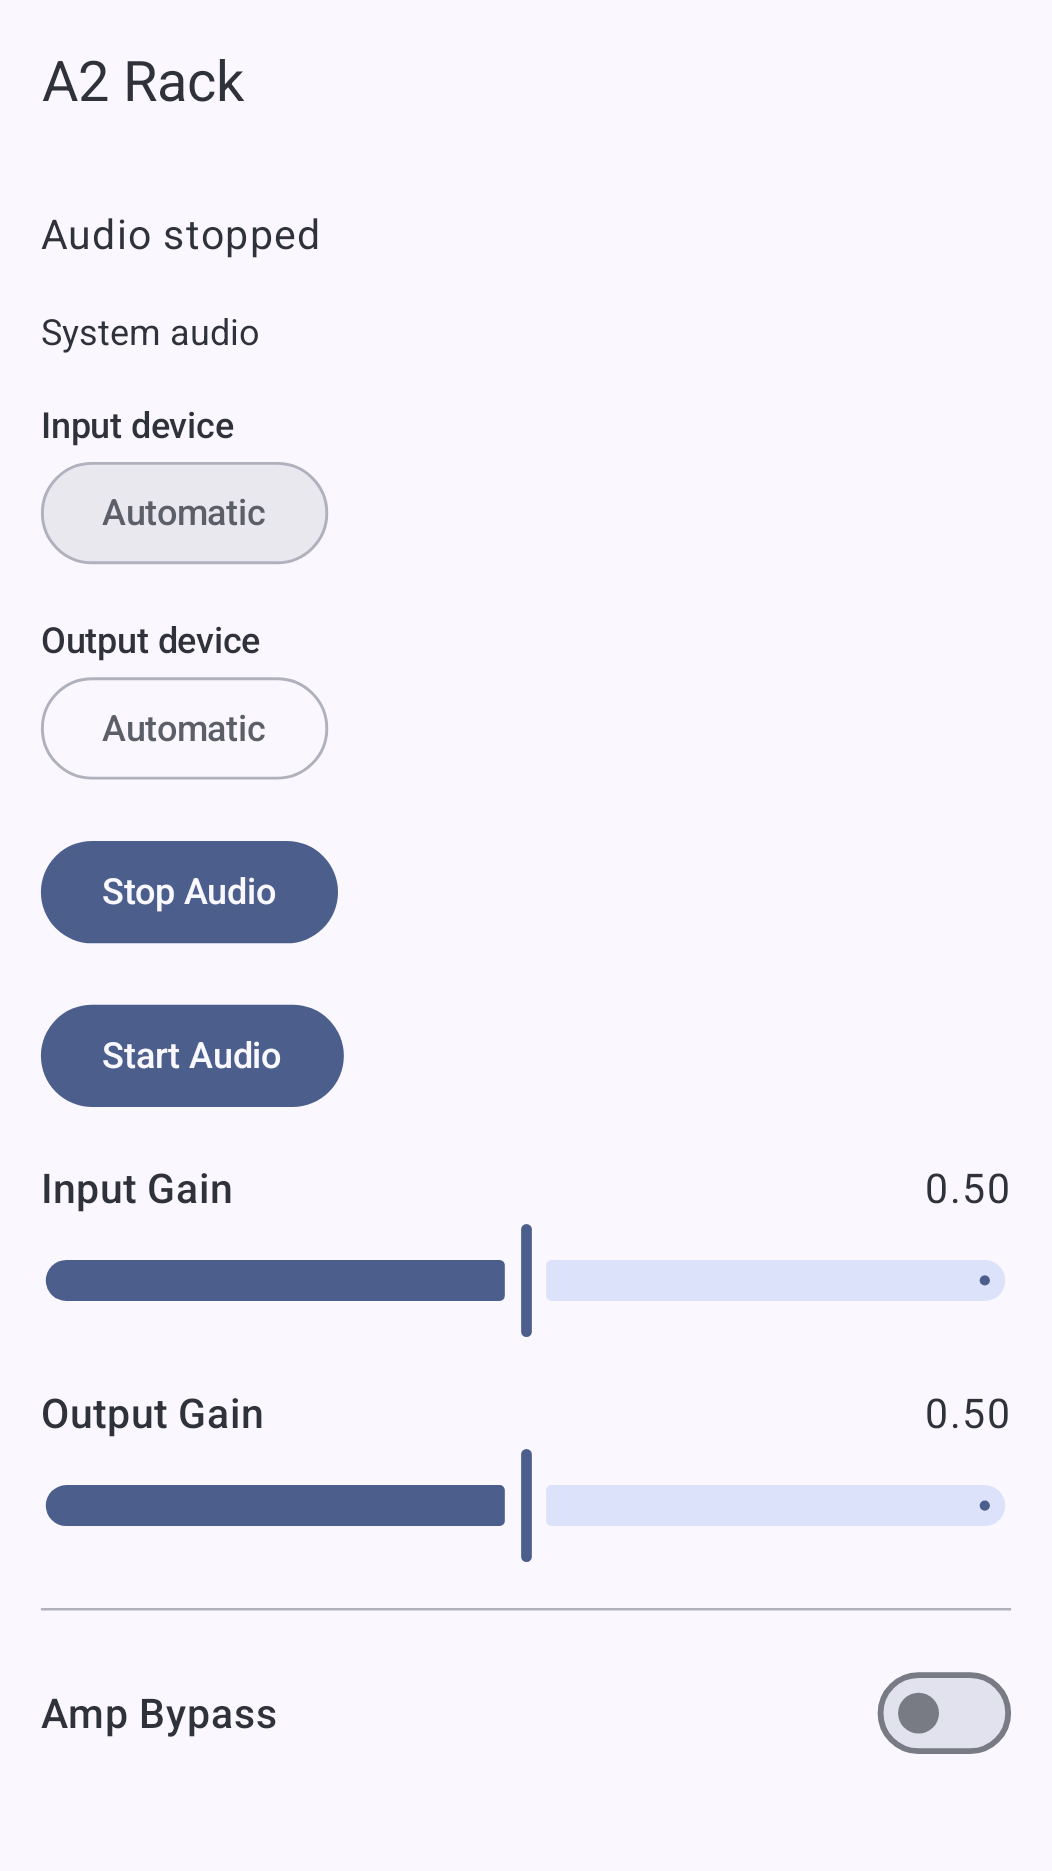 A2 Rack
Audio stopped
System audio
Input device
Automatic
Output device
Automatic
Stop Audio
Start Audio
Input Gain 0.50
Output Gain 0.50
Amp Bypass